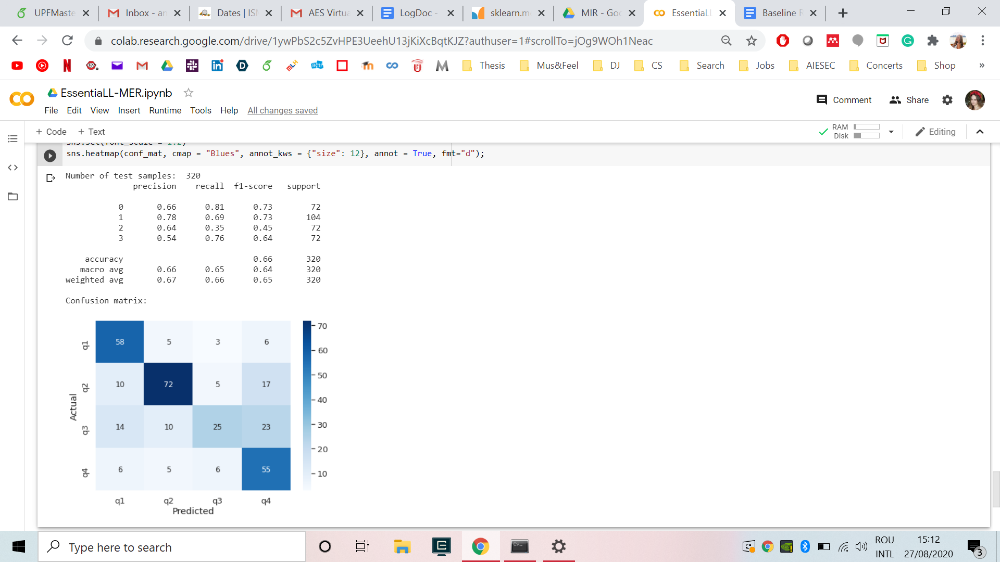 UPFMaste
Inbox - an
Dates | ISM
AES Virtua
LogDoc -
sklearn.m
MIR - Goo
EssentiaLL
Baseline R
colab.research.google.com/drive/1ywPbS2c5ZvHPE3UeehU13jKiXcBqtKJZ?authuser=1#scrollTo=jOg9WOh1Neac
Thesis
Mus&Feel
DJ
CS
Search
Jobs
AIESEC
Concerts
Shop
»
EssentiaLL-MER.ipynb
Comment
Share
File Edit View Insert Runtime Tools Help All changes saved
+ Code + Text
RAM
Disk
Editing
sns.set(font_scale = 1.2)
sns.heatmap(conf_mat, cmap = "Blues", annot_kws = {"size": 12}, annot = True, fmt="d");
Number of test samples: 320
precision recall f1-score support
0 0.66 0.81 0.73 72
1 0.78 0.69 0.73 104
2 0.64 0.35 0.45 72
3 0.54 0.76 0.64 72
accuracy 0.66 320
macro avg 0.66 0.65 0.64 320
weighted avg 0.67 0.66 0.65 320
Confusion matrix:
q1 58 5 3 6
q2 10 72 5 17
q3 14 10 25 23
q4 6 5 6 55
Actual
q1 q2 q3 q4
Predicted
70
60
50
40
30
20
10
Type here to search
ROU
INTL
15:12
27/08/2020
3